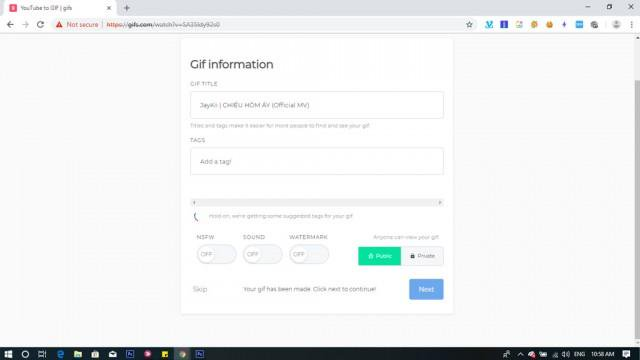 YouTube to GIF | gifs
Not secure | https://gifs.com/watch?v=SA35ldy92s0
Gif information
GIF TITLE
JayKii | CHIỀU HÔM ẤY (Official MV)
Titles and tags make it easier for more people to find and see your gif.
TAGS
Add a tag!
Hold on, we're getting some suggested tags for your gif
NSFW SOUND WATERMARK Anyone can view your gif.
OFF OFF OFF Public Private
Skip Your gif has been made. Click next to continue! Next
ENG 10:58 AM